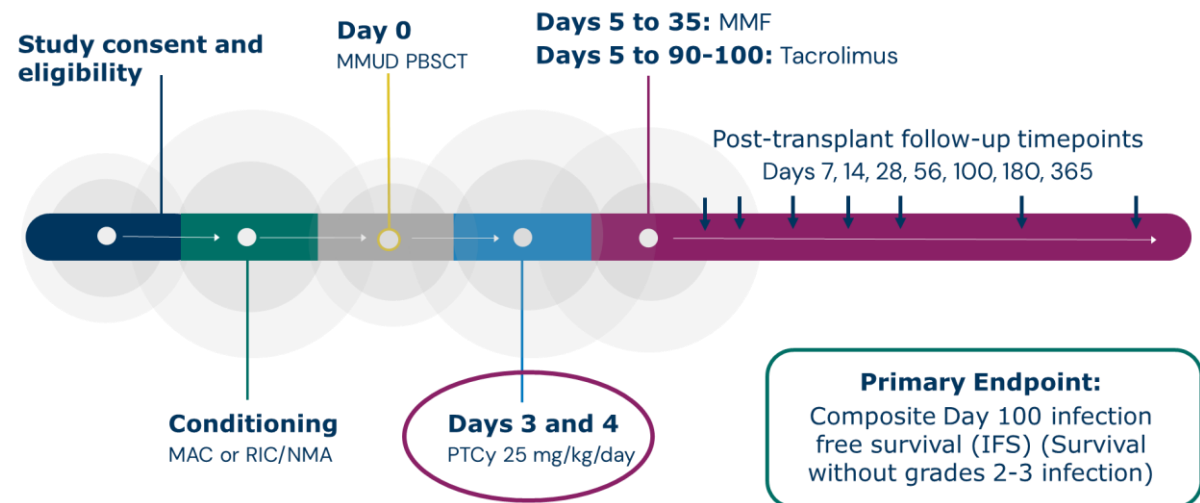 Study consent and
eligibility
Day 0
MMUD PBSCT
Days 5 to 35: MMF
Days 5 to 90-100: Tacrolimus
Post-transplant follow-up timepoints
Days 7, 14, 28, 56, 100, 180, 365
Conditioning
MAC or RIC/NMA
Days 3 and 4
PTCy 25 mg/kg/day
Primary Endpoint:
Composite Day 100 infection
free survival (IFS) (Survival
without grades 2-3 infection)